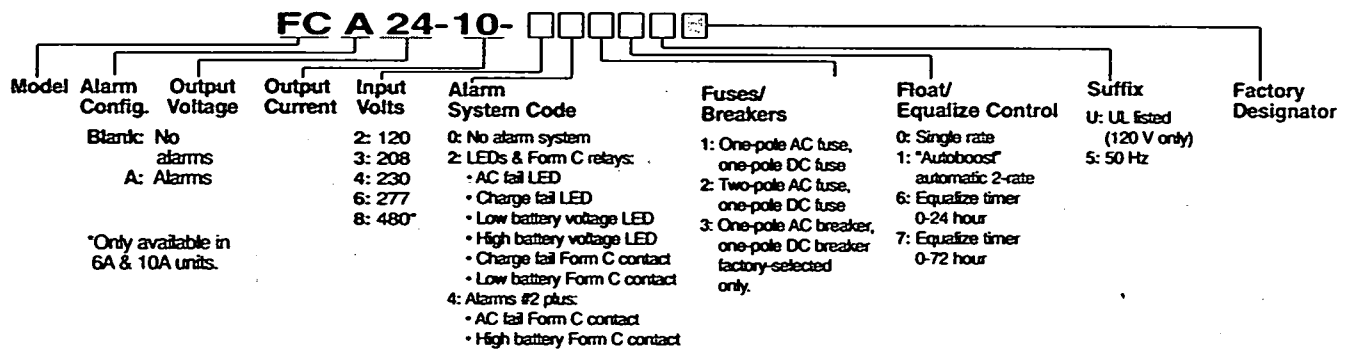 FC A 24-10-
Model
Alarm
Config.
Blank: No
alarms
A: Alarms
*Only available in
6A & 10A units.
Output
Voltage
Output
Current
Input
Volts
2: 120
3: 208
4: 230
6: 277
8: 480*
Alarm
System Code
0: No alarm system
2: LEDs & Form C relays:
• AC fail LED
• Charge fail LED
• Low battery voltage LED
• High battery voltage LED
• Charge fail Form C contact
• Low battery Form C contact
4: Alarms #2 plus:
• AC fail Form C contact
• High battery Form C contact
Fuses/
Breakers
1: One-pole AC fuse,
one-pole DC fuse
2: Two-pole AC fuse,
one-pole DC fuse
3: One-pole AC breaker,
one-pole DC breaker
factory-selected
only.
Float/
Equalize Control
0: Single rate
1: "Autoboost"
automatic 2-rate
6: Equalize timer
0-24 hour
7: Equalize timer
0-72 hour
Suffix
U: UL listed
(120 V only)
5: 50 Hz
Factory
Designator